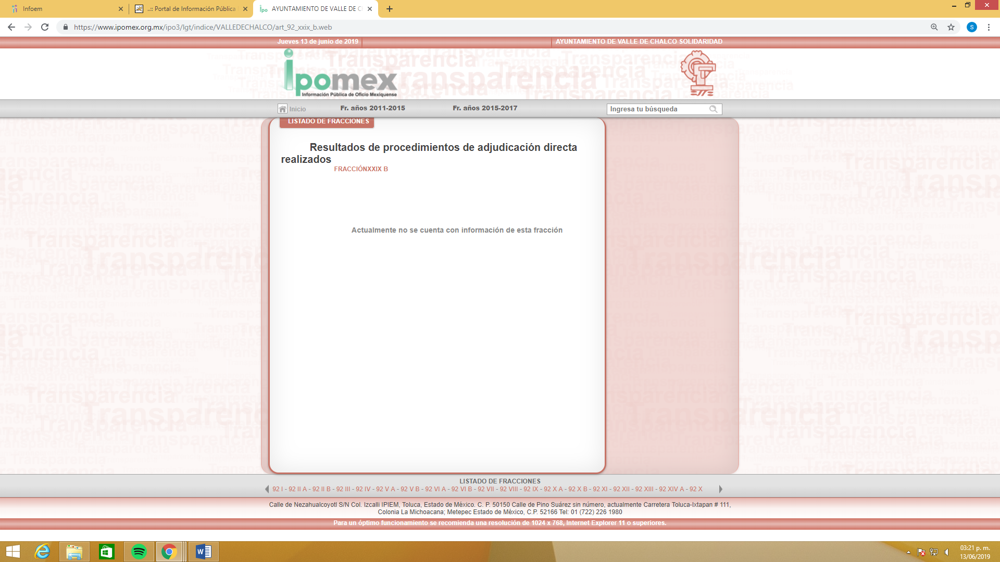 Infoem
..:: Portal de Información Pública
AYUNTAMIENTO DE VALLE DE C
https://www.ipomex.org.mx/ipo3/lgt/indice/VALLEDECHALCO/art_92_xxix_b.web
S
Jueves 13 de junio de 2019
AYUNTAMIENTO DE VALLE DE CHALCO SOLIDARIDAD
ipomex
Información Pública de Oficio Mexiquense
Transparencia
Inicio
Fr. años 2011-2015
Fr. años 2015-2017
Ingresa tu búsqueda
LISTADO DE FRACCIONES
Resultados de procedimientos de adjudicación directa
realizados
FRACCIÓNXXIX B
Actualmente no se cuenta con información de esta fracción
LISTADO DE FRACCIONES
92 I - 92 II A - 92 II B - 92 III - 92 IV - 92 V A - 92 V B - 92 VI A - 92 VI B - 92 VII - 92 VIII - 92 IX - 92 X A - 92 X B - 92 XI - 92 XII - 92 XIII - 92 XIV A - 92 X
Calle de Nezahualcoyotl S/N Col. Izcalli IPIEM, Toluca, Estado de México. C. P. 50150 Calle de Pino Suárez sin número, actualmente Carretera Toluca-Ixtapan # 111,
Colonia La Michoacana; Metepec Estado de México, C.P. 52166 Tel: 01 (722) 226 1980
Para un óptimo funcionamiento se recomienda una resolución de 1024 x 768, Internet Explorer 11 o superiores.
03:21 p. m.
13/06/2019